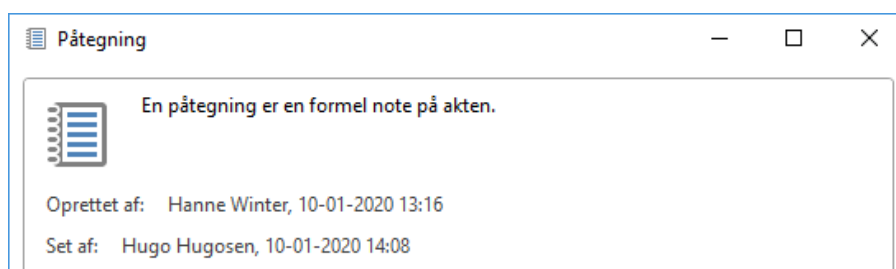 Påtegning
En påtegning er en formel note på akten.
Oprettet af: Hanne Winter, 10-01-2020 13:16
Set af: Hugo Hugosen, 10-01-2020 14:08